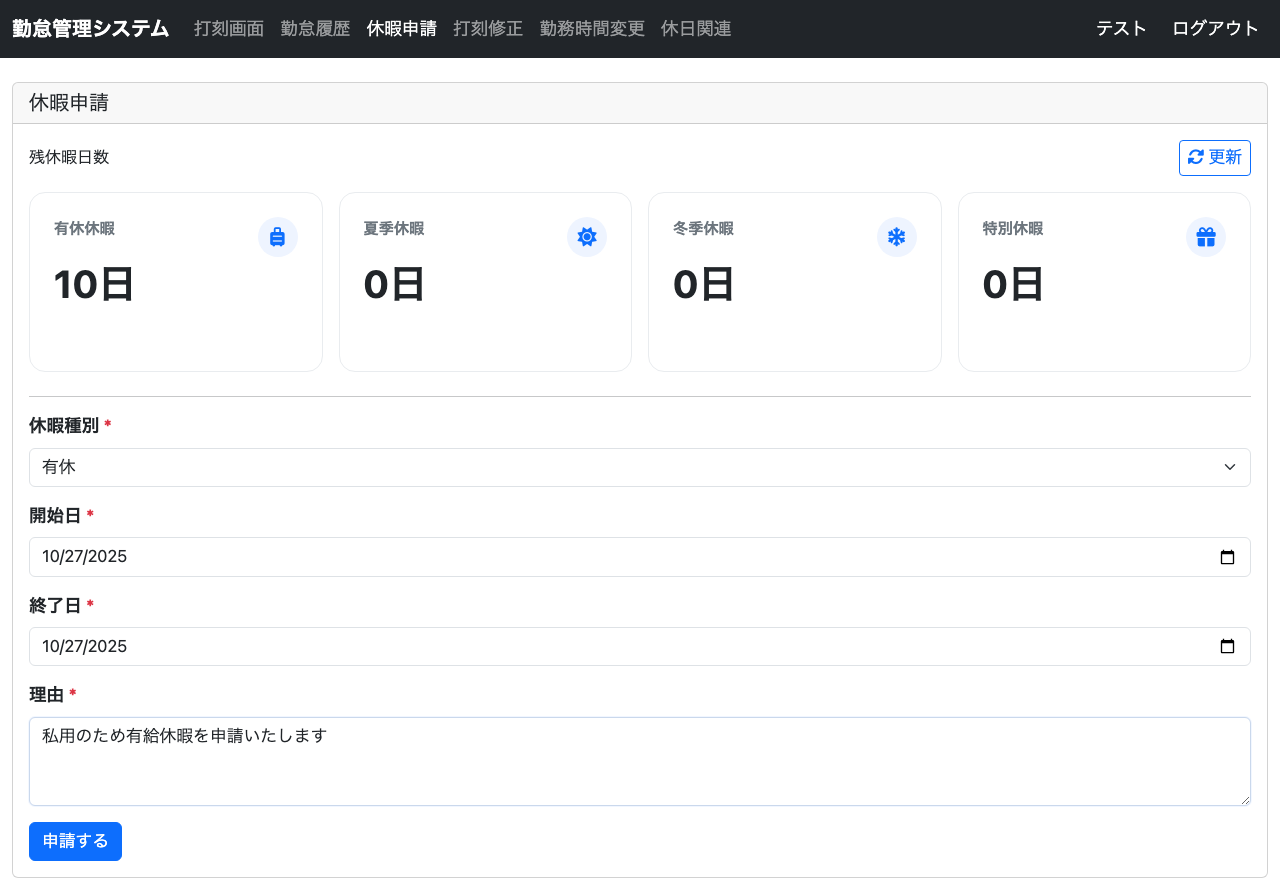 勤怠管理システム 打刻画面 勤怠履歴 休暇申請 打刻修正 勤務時間変更 休日関連 テスト ログアウト
休暇申請
残休暇日数 更新
有休休暇 夏季休暇 冬季休暇 特別休暇
10日 0日 0日 0日
休暇種別 *
有休
開始日 *
10/27/2025
終了日 *
10/27/2025
理由 *
私用のため有給休暇を申請いたします
申請する